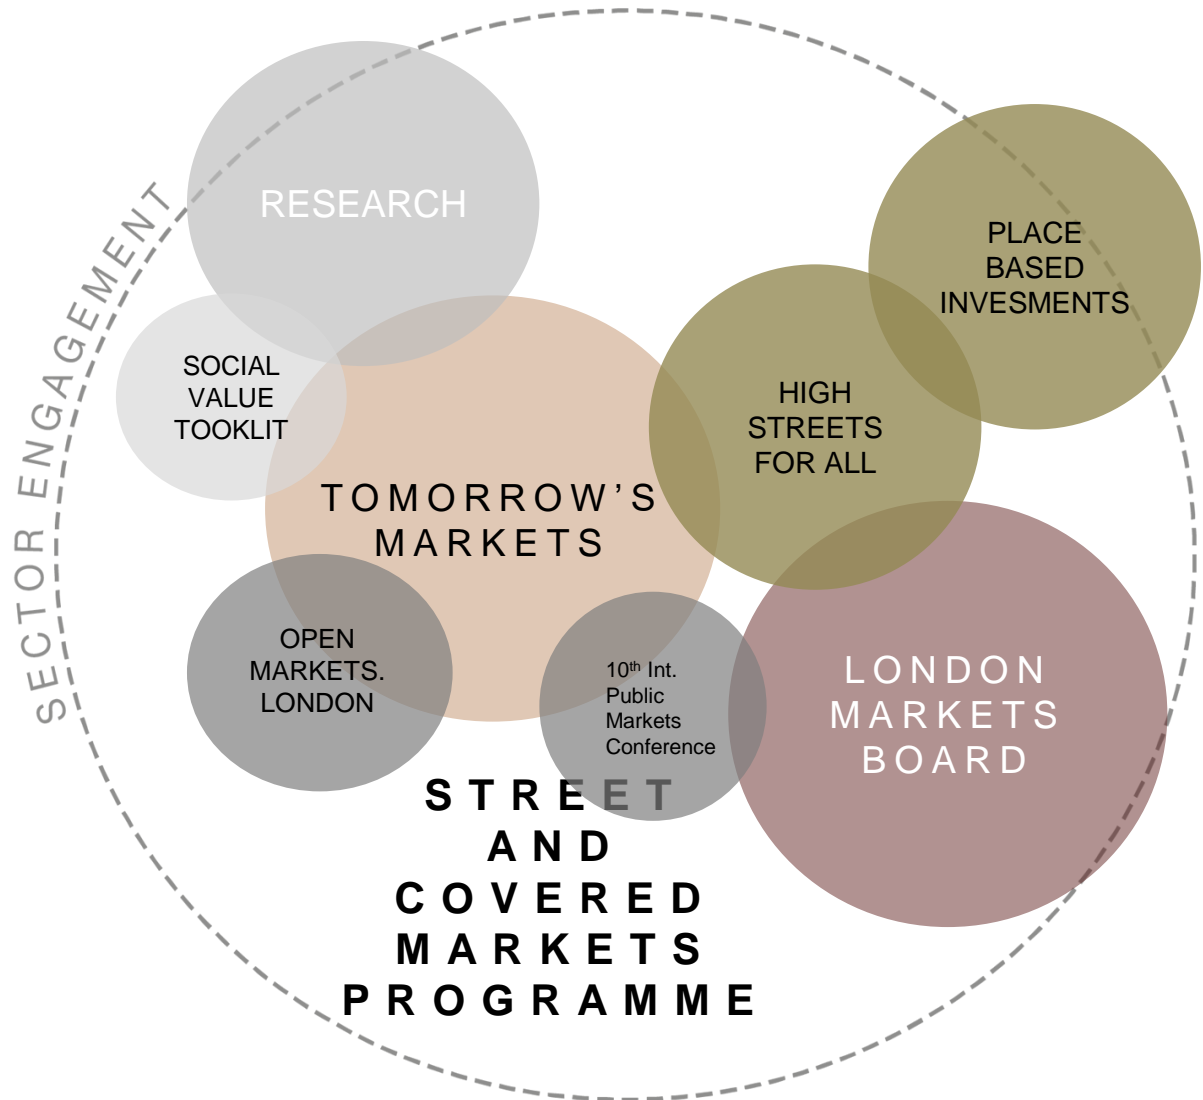 SECTOR ENGAGEMENT
RESEARCH
PLACE
BASED
INVESMENTS
SOCIAL
VALUE
TOOKLIT
HIGH
STREETS
FOR ALL
TOMORROW’S
MARKETS
OPEN
MARKETS.
LONDON
10th Int.
Public
Markets
Conference
LONDON
MARKETS
BOARD
STREET
AND
COVERED
MARKETS
PROGRAMME